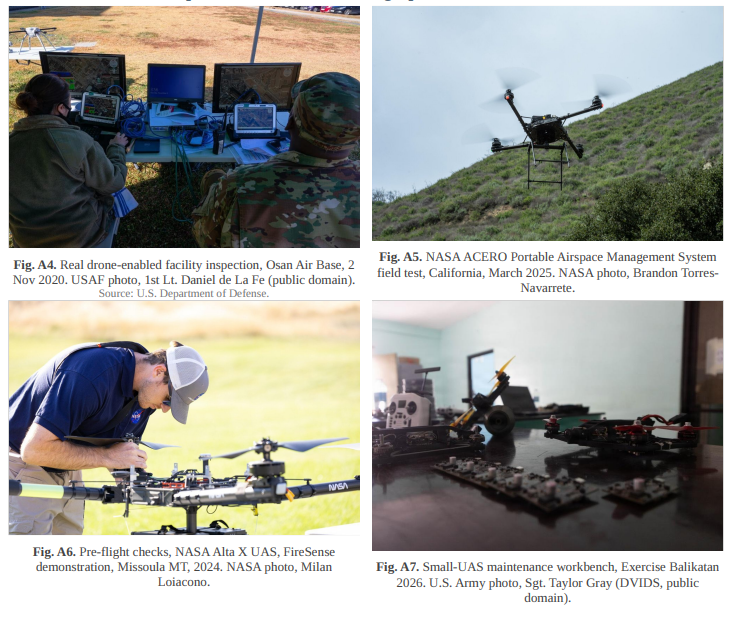 Fig. A4. Real drone-enabled facility inspection, Osan Air Base, 2
Nov 2020. USAF photo, 1st Lt. Daniel de La Fe (public domain).
Source: U.S. Department of Defense.
Fig. A5. NASA ACERO Portable Airspace Management System
field test, California, March 2025. NASA photo, Brandon Torres-
Navarrete.
NASA
Fig. A6. Pre-flight checks, NASA Alta X UAS, FireSense
demonstration, Missoula MT, 2024. NASA photo, Milan
Loiacono.
Fig. A7. Small-UAS maintenance workbench, Exercise Balikatan
2026. U.S. Army photo, Sgt. Taylor Gray (DVIDS, public
domain).